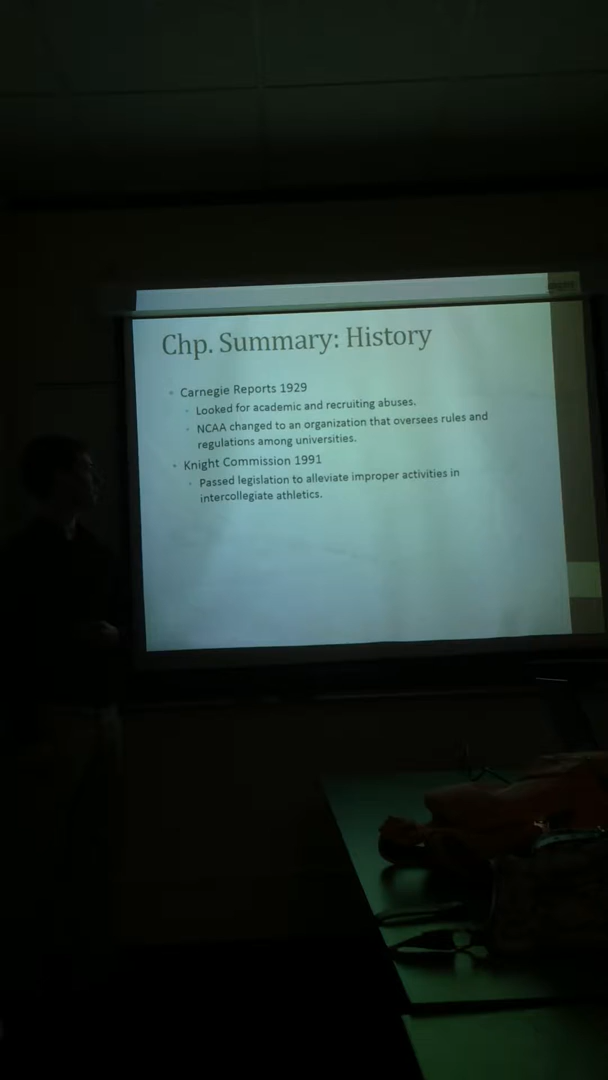 Chp. Summary: History
Carnegie Reports 1929
Looked for academic and recruiting abuses.
NCAA changed to an organization that oversees rules and
regulations among universities.
Knight Commission 1991
Passed legislation to alleviate improper activities in
intercollegiate athletics.